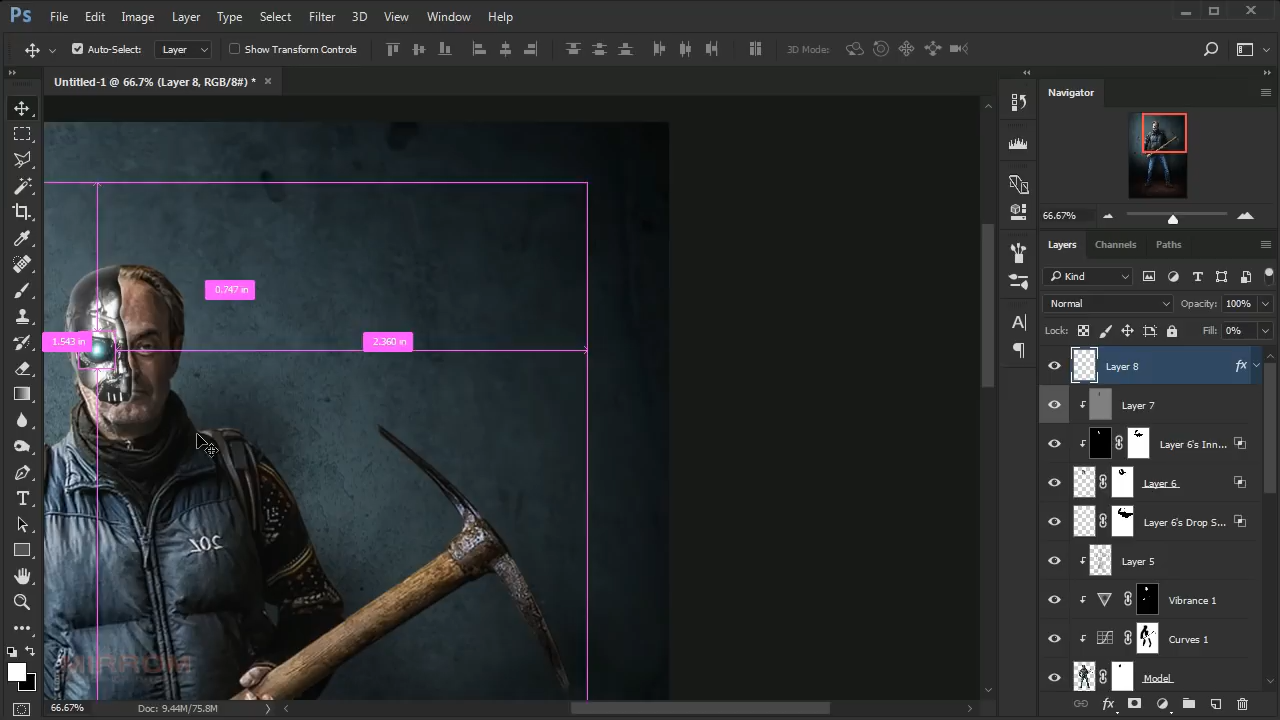 Ps File Edit Image Layer Type Select Filter 3D View Window Help
Auto-Select: Layer Show Transform Controls 3D Mode:
Untitled-1 @ 66.7% (Layer 8, RGB/8#) *
Navigator
66.67%
Layers Channels Paths
Kind
Normal Opacity: 100%
Lock: Fill: 0%
Layer 8 fx
Layer 7
Layer 6's Inn...
Layer 6
Layer 6's Drop S...
Layer 5
Vibrance 1
Curves 1
Model
0.747 in
1.543 in
2.360 in
66.67% Doc: 9.44M/75.8M